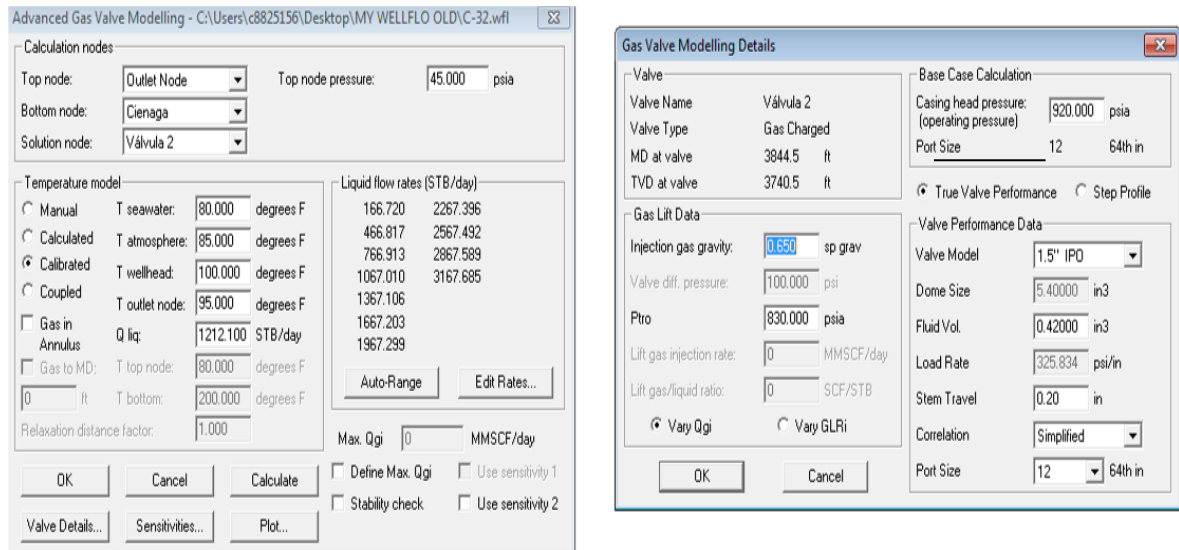 Advanced Gas Valve Modelling - C:\Users\c8825156\Desktop\MY WELLFLO OLD\C-32.wfl
Calculation nodes
Top node: Outlet Node Top node pressure: 45.000 psia
Bottom node: Cienaga
Solution node: Válvula 2
Temperature model
Manual T seawater: 80.000 degrees F
Calculated T atmosphere: 85.000 degrees F
Calibrated T wellhead: 100.000 degrees F
Coupled T outlet node: 95.000 degrees F
Gas in Annulus Q liq: 1212.100 STB/day
Gas to MD: T top node: 80.000 degrees F
0 ft T bottom: 200.000 degrees F
Relaxation distance factor: 1.000
Liquid flow rates (STB/day)
166.720 2267.396
466.817 2567.492
766.913 2867.589
1067.010 3167.685
1367.106
1667.203
1967.299
Auto-Range Edit Rates...
Max. Qgi 0 MMSCF/day
Define Max. Qgi Use sensitivity 1
Stability check Use sensitivity 2
OK Cancel Calculate
Valve Details... Sensitivities... Plot...
Gas Valve Modelling Details
Valve
Valve Name Válvula 2
Valve Type Gas Charged
MD at valve 3844.5 ft
TVD at valve 3740.5 ft
Gas Lift Data
Injection gas gravity: 0.650 sp grav
Valve diff. pressure: 100.000 psi
Ptro 830.000 psia
Lift gas injection rate: 0 MMSCF/day
Lift gas/liquid ratio: 0 SCF/STB
Vary Qgi Vary GLRi
OK Cancel
Base Case Calculation
Casing head pressure: 920.000 psia
(operating pressure)
Port Size 12 64th in
True Valve Performance Step Profile
Valve Performance Data
Valve Model 1.5" IPO
Dome Size 5.40000 in3
Fluid Vol. 0.42000 in3
Load Rate 325.834 psi/in
Stem Travel 0.20 in
Correlation Simplified
Port Size 12 64th in